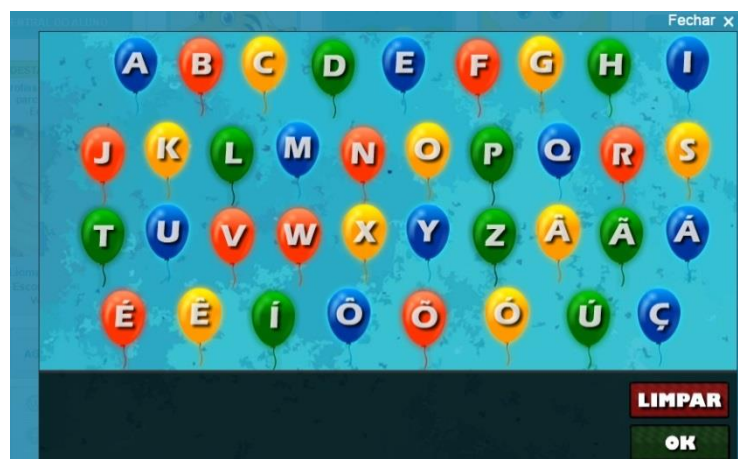 Fechar X
A B C D E F G H I
J K L M N O P Q R S
T U V W X Y Z Â Ã Á
É Ê Í Ô Õ Ó Ú Ç
LIMPAR
OK